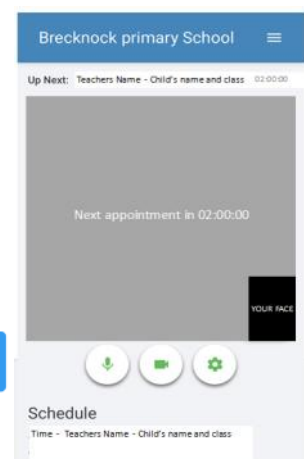 Brecknock primary School
Up Next: Teachers Name - Child's name and class 02:00:00
Next appointment in 02:00:00
YOUR FACE
Schedule
Time - Teachers Name - Child's name and class